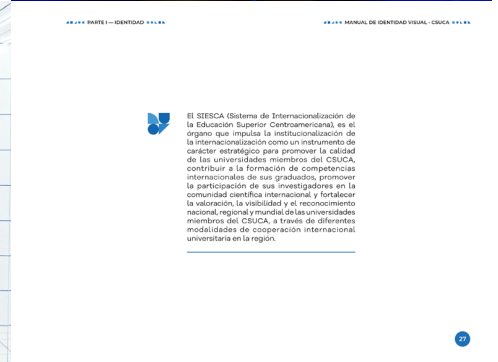 PARTE I — IDENTIDAD
MANUAL DE IDENTIDAD VISUAL - CSUCA
El SIESCA (Sistema de Internacionalización de
la Educación Superior Centroamericana), es el
órgano que impulsa la institucionalización de
la internacionalización como un instrumento de
carácter estratégico para promover la calidad
de las universidades miembros del CSUCA,
contribuir a la formación de competencias
internacionales de sus graduados, promover
la participación de sus investigadores en la
comunidad científica internacional y fortalecer
la valoración, la visibilidad y el reconocimiento
nacional, regional y mundial de las universidades
miembros del CSUCA, a través de diferentes
modalidades de cooperación internacional
universitaria en la región.
27